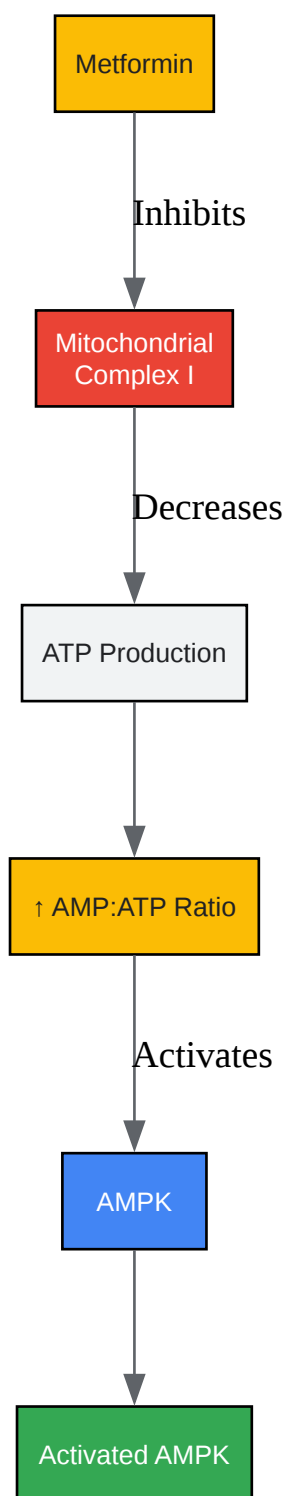 Metformin
Inhibits
Mitochondrial
Complex I
Decreases
ATP Production
↑ AMP:ATP Ratio
Activates
AMPK
Activated AMPK